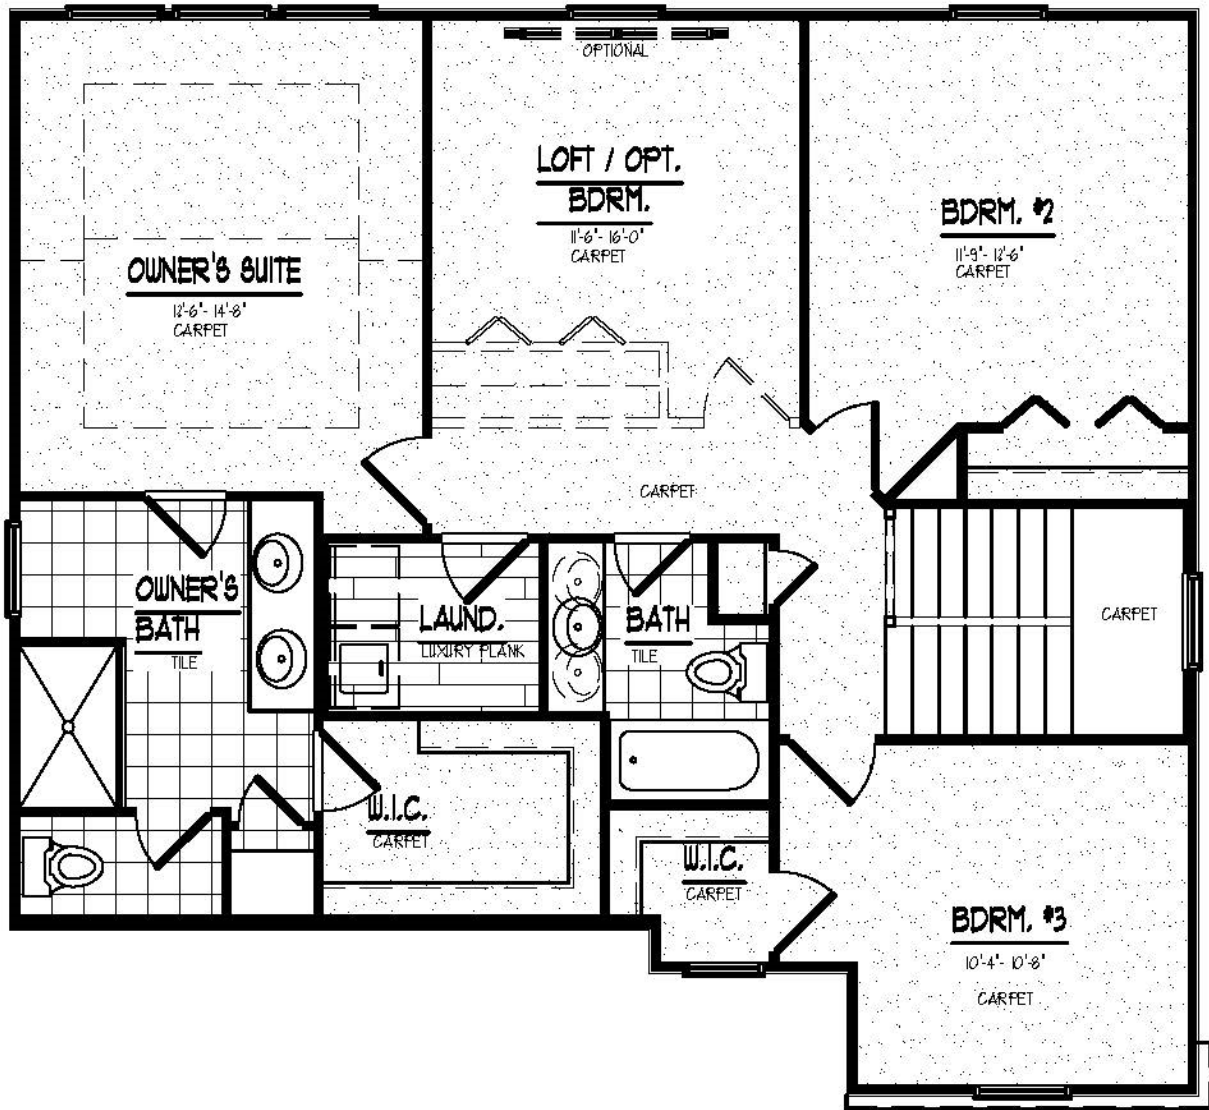 OPTIONAL
LOFT / OPT.
BDRM.
11'-6"- 16'-0"
CARPET
BDRM. #2
11'-9"- 12'-6"
CARPET
OWNER'S SUITE
12'-6"- 14'-8"
CARPET
CARPET
OWNER'S
BATH
TILE
LAUND.
LUXURY PLANK
BATH
TILE
CARPET
W.I.C.
CARPET
W.I.C.
CARPET
BDRM. #3
10'-4"- 10'-8"
CARPET